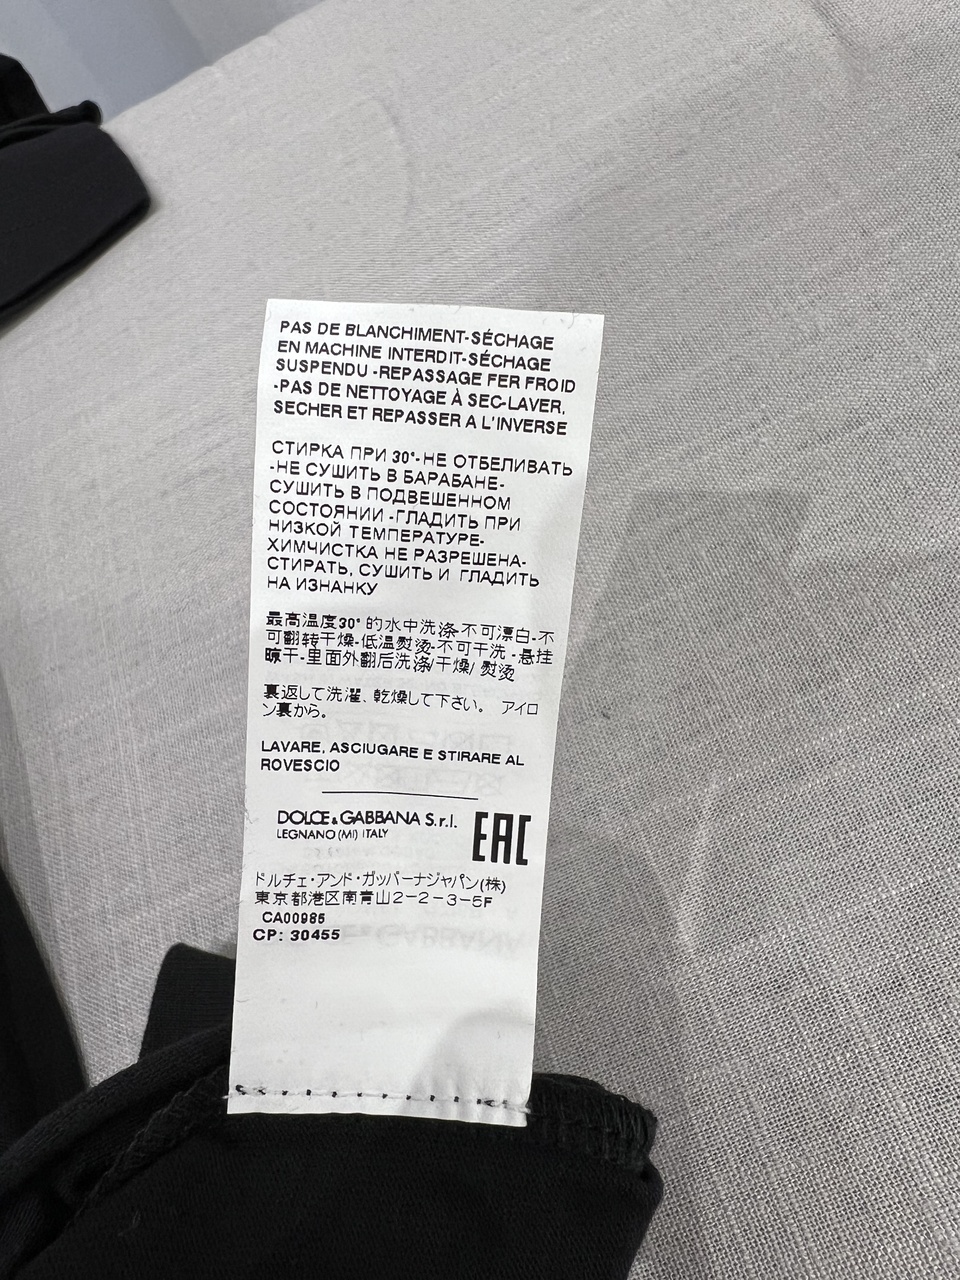 PAS DE BLANCHIMENT-SÉCHAGE
EN MACHINE INTERDIT-SÉCHAGE
SUSPENDU -REPASSAGE FER FROID
-PAS DE NETTOYAGE À SEC-LAVER,
SECHER ET REPASSER A L'INVERSE
СТИРКА ПРИ 30°-НЕ ОТБЕЛИВАТЬ
-НЕ СУШИТЬ В БАРАБАНЕ-
СУШИТЬ В ПОДВЕШЕННОМ
СОСТОЯНИИ -ГЛАДИТЬ ПРИ
НИЗКОЙ ТЕМПЕРАТУРЕ-
ХИМЧИСТКА НЕ РАЗРЕШЕНА-
СТИРАТЬ, СУШИТЬ И ГЛАДИТЬ
НА ИЗНАНКУ
最高温度30° 的水中洗涤-不可漂白-不
可翻转干燥-低温熨烫-不可干洗 -悬挂
晾干-里面外翻后洗涤/干燥/ 熨烫
裏返して洗濯、乾燥して下さい。 アイロ
ン裏から。
LAVARE, ASCIUGARE E STIRARE AL
ROVESCIO
DOLCE & GABBANA S.r.l.
LEGNANO (MI) ITALY
EAC
ドルチェ・アンド・ガッバーナジャパン(株)
東京都港区南青山2-2-3-5F
CA00985
CP: 30455